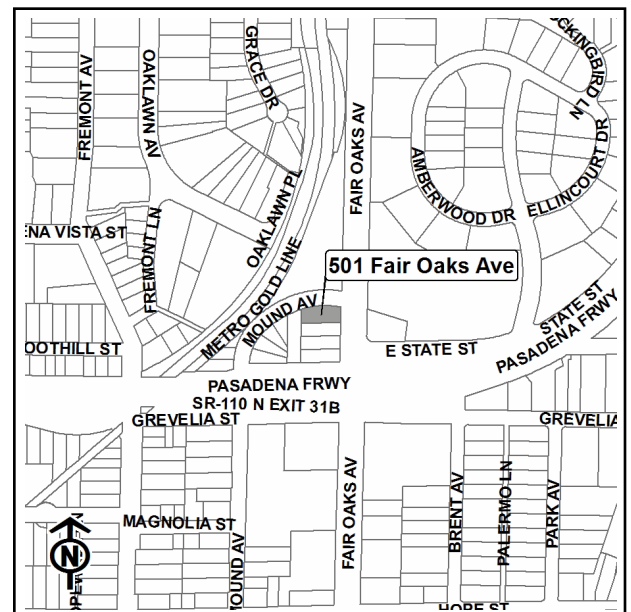 OCKINGBIRD LN
FREMONT AV
OAKLAWN AV
GRACE DR
FAIR OAKS AV
AMBERWOOD DR
ELLINCOURT DR
ENA VISTA ST
FREMONT LN
OAKLAWN PL
501 Fair Oaks Ave
METRO GOLD LINE
MOUND AV
OOTHILL ST
E STATE ST
STATE ST
PASADENA FRWY
PASADENA FRWY
SR-110 N EXIT 31B
GREVELIA ST
GREVELIA
MAGNOLIA ST
FAIR OAKS AV
BRENT AV
PALERMO LN
PARK AV
N
MOUND AV
HOPE ST